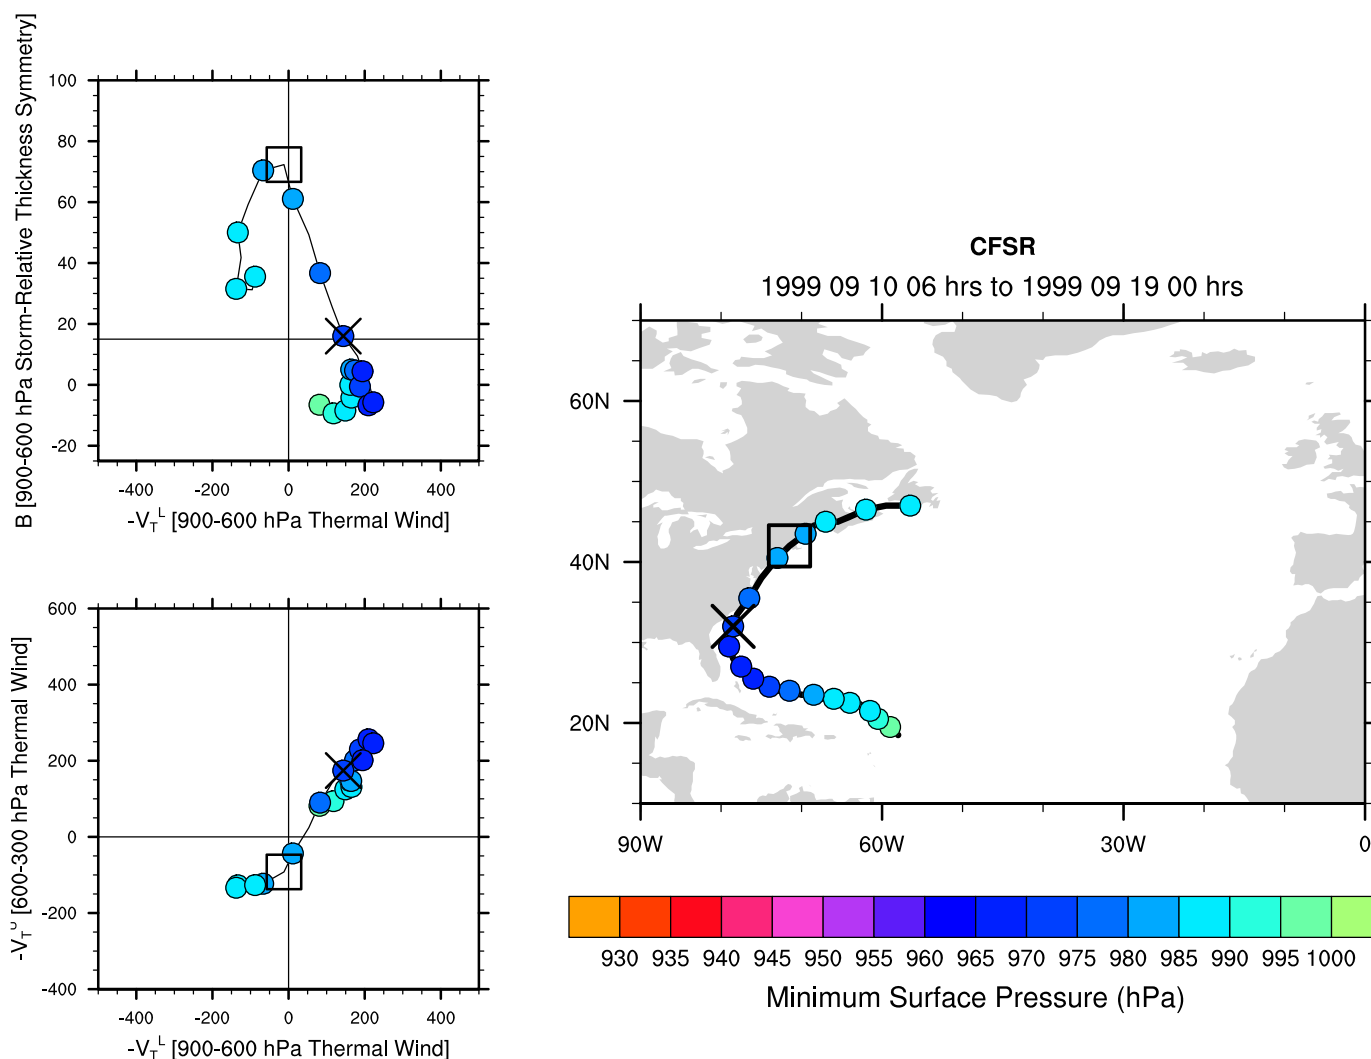 B [900-600 hPa Storm-Relative Thickness Symmetry]
100
80
60
40
20
0
-20
-400 -200 0 200 400
-V_T^L [900-600 hPa Thermal Wind]
-V_T^U [600-300 hPa Thermal Wind]
600
400
200
0
-200
-400
-400 -200 0 200 400
-V_T^L [900-600 hPa Thermal Wind]
CFSR
1999 09 10 06 hrs to 1999 09 19 00 hrs
60N
40N
20N
90W 60W 30W 0
930 935 940 945 950 955 960 965 970 975 980 985 990 995 1000
Minimum Surface Pressure (hPa)